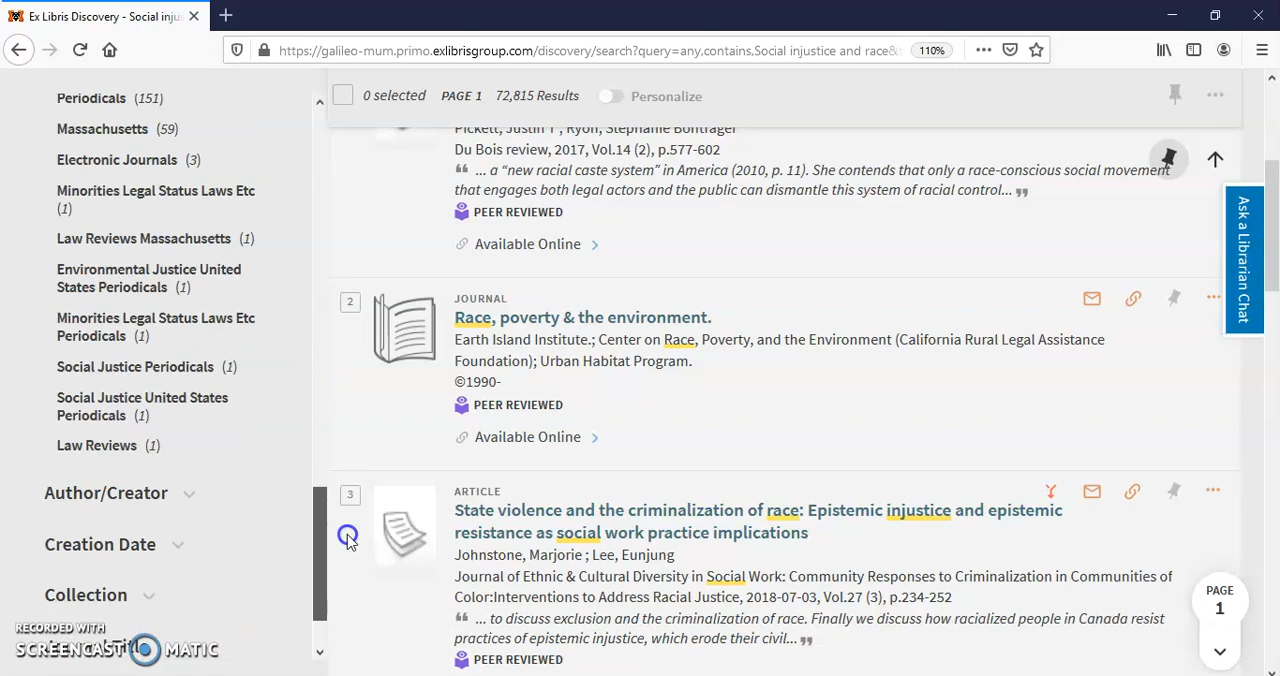 Ex Libris Discovery - Social inju
https://galileo-mum.primo.exlibrisgroup.com/discovery/search?query=any,contains,Social injustice and race&
110%
Periodicals (151)
Massachusetts (59)
Electronic Journals (3)
Minorities Legal Status Laws Etc
(1)
Law Reviews Massachusetts (1)
Environmental Justice United
States Periodicals (1)
Minorities Legal Status Laws Etc
Periodicals (1)
Social Justice Periodicals (1)
Social Justice United States
Periodicals (1)
Law Reviews (1)
Author/Creator
Creation Date
Collection
RECORDED WITH
SCREENCAST MATIC
0 selected PAGE 1 72,815 Results Personalize
Pickett, Justin T ; Ryon, Stephanie Bontrager
Du Bois review, 2017, Vol.14 (2), p.577-602
... a “new racial caste system” in America (2010, p. 11). She contends that only a race-conscious social movement
that engages both legal actors and the public can dismantle this system of racial control...
PEER REVIEWED
Available Online
2
JOURNAL
Race, poverty & the environment.
Earth Island Institute.; Center on Race, Poverty, and the Environment (California Rural Legal Assistance
Foundation); Urban Habitat Program.
©1990-
PEER REVIEWED
Available Online
3
ARTICLE
State violence and the criminalization of race: Epistemic injustice and epistemic
resistance as social work practice implications
Johnstone, Marjorie ; Lee, Eunjung
Journal of Ethnic & Cultural Diversity in Social Work: Community Responses to Criminalization in Communities of
Color:Interventions to Address Racial Justice, 2018-07-03, Vol.27 (3), p.234-252
... to discuss exclusion and the criminalization of race. Finally we discuss how racialized people in Canada resist
practices of epistemic injustice, which erode their civil...
PEER REVIEWED
Ask a Librarian Chat
PAGE
1